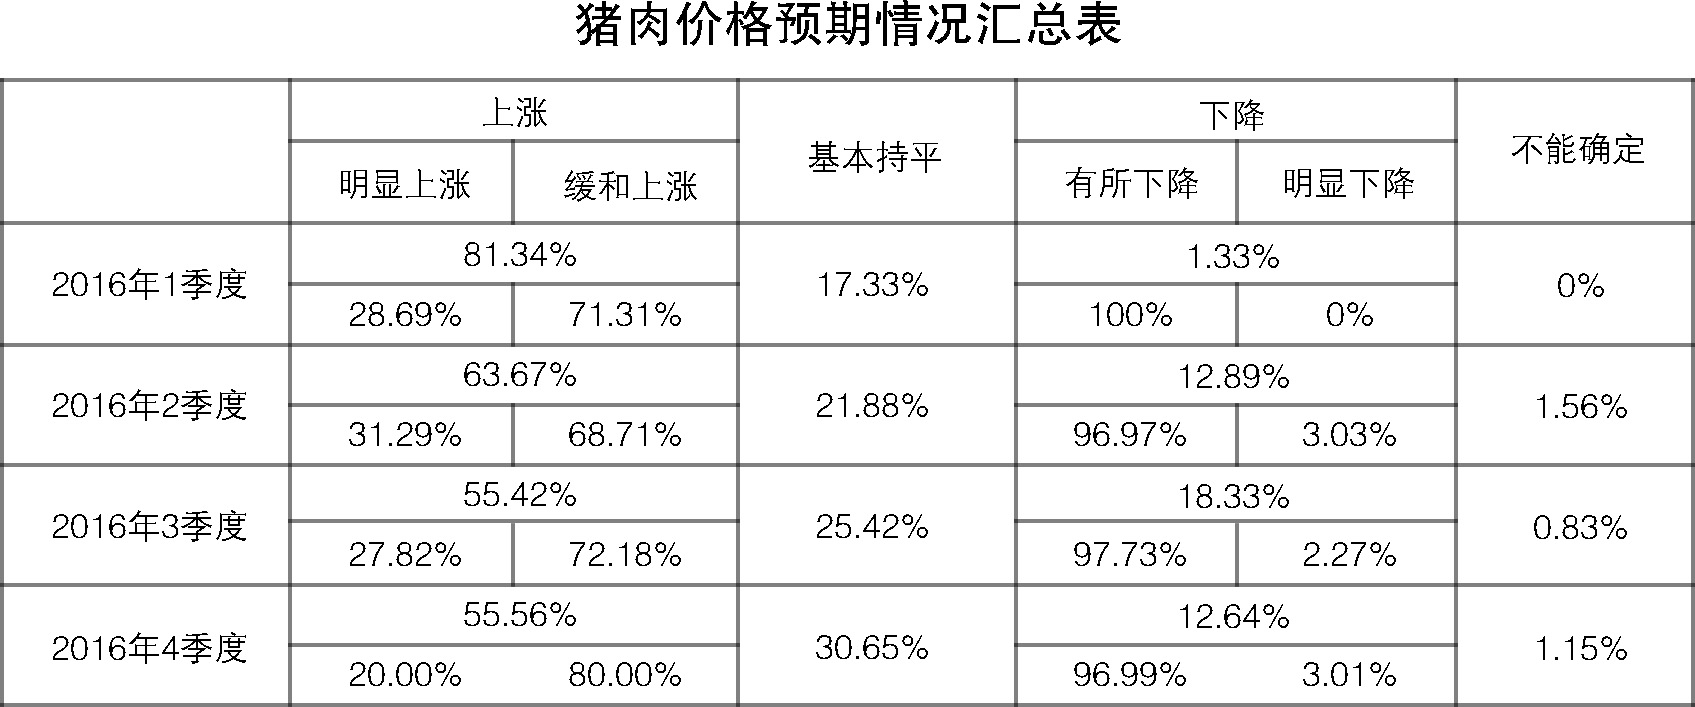 猪肉价格预期情况汇总表
上涨 基本持平 下降 不能确定
明显上涨 缓和上涨 有所下降 明显下降
2016年1季度 81.34% 17.33% 1.33% 0%
28.69% 71.31% 100% 0%
2016年2季度 63.67% 21.88% 12.89% 1.56%
31.29% 68.71% 96.97% 3.03%
2016年3季度 55.42% 25.42% 18.33% 0.83%
27.82% 72.18% 97.73% 2.27%
2016年4季度 55.56% 30.65% 12.64% 1.15%
20.00% 80.00% 96.99% 3.01%